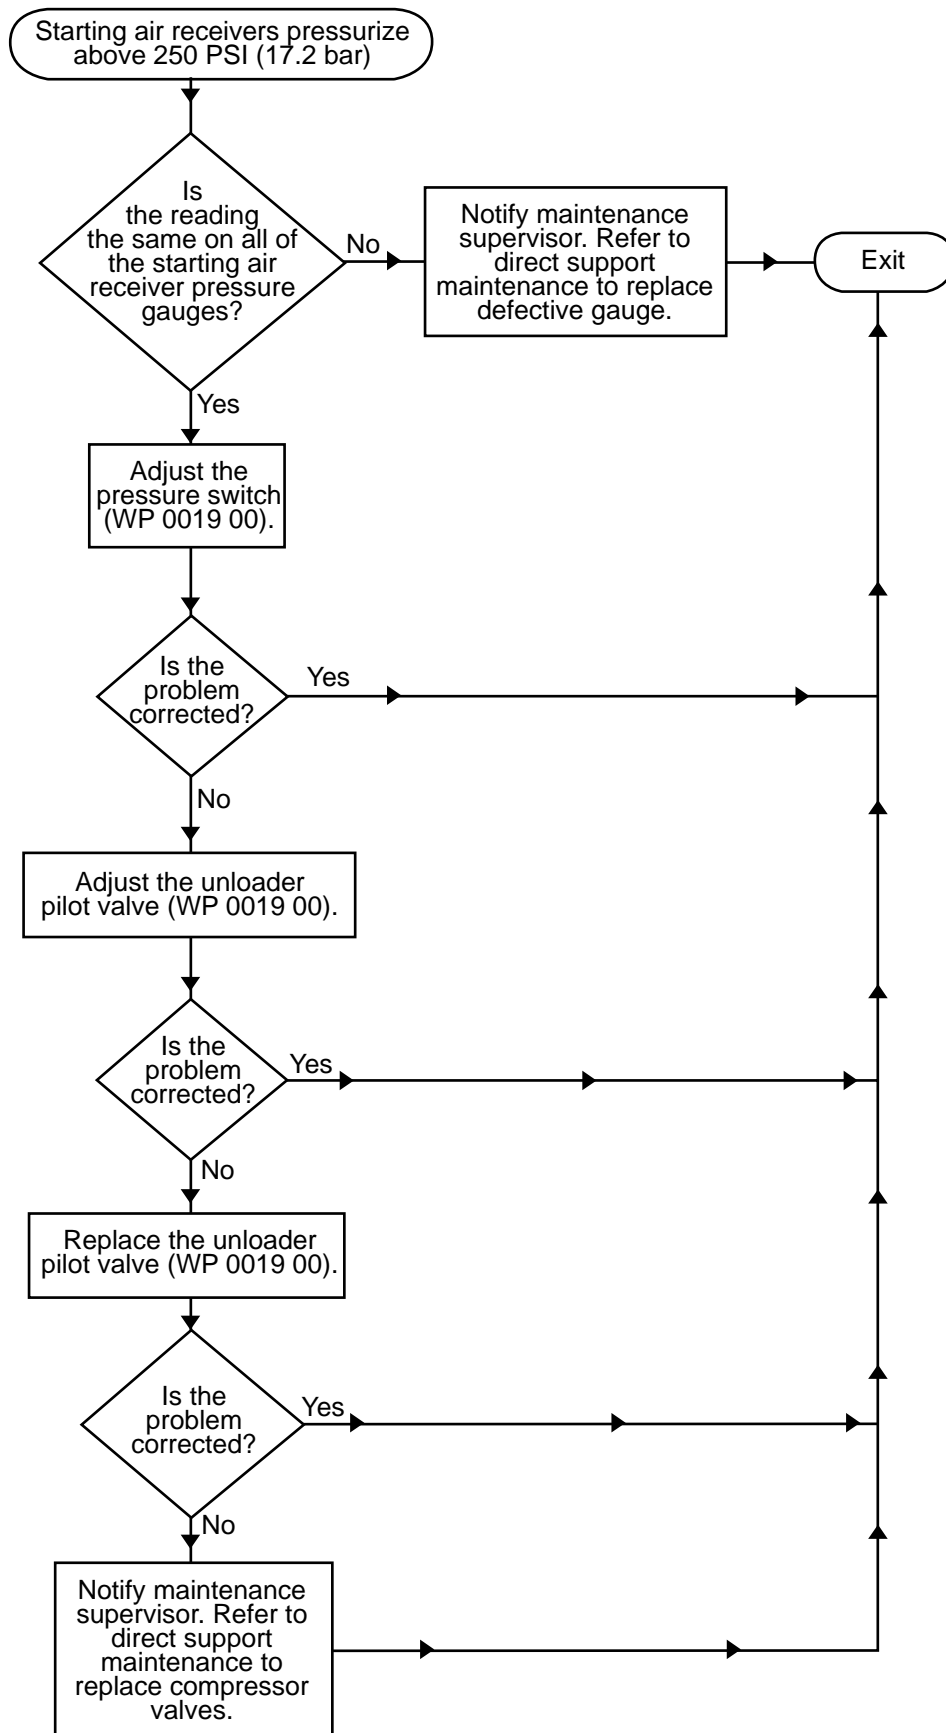 Starting air receivers pressurize
above 250 PSI (17.2 bar)
Is
the reading
the same on all of
the starting air
receiver pressure
gauges?
No
Notify maintenance
supervisor. Refer to
direct support
maintenance to replace
defective gauge.
Exit
Yes
Adjust the
pressure switch
(WP 0019 00).
Is the
problem
corrected?
Yes
No
Adjust the unloader
pilot valve (WP 0019 00).
Is the
problem
corrected?
Yes
No
Replace the unloader
pilot valve (WP 0019 00).
Is the
problem
corrected?
Yes
No
Notify maintenance
supervisor. Refer to
direct support
maintenance to
replace compressor
valves.